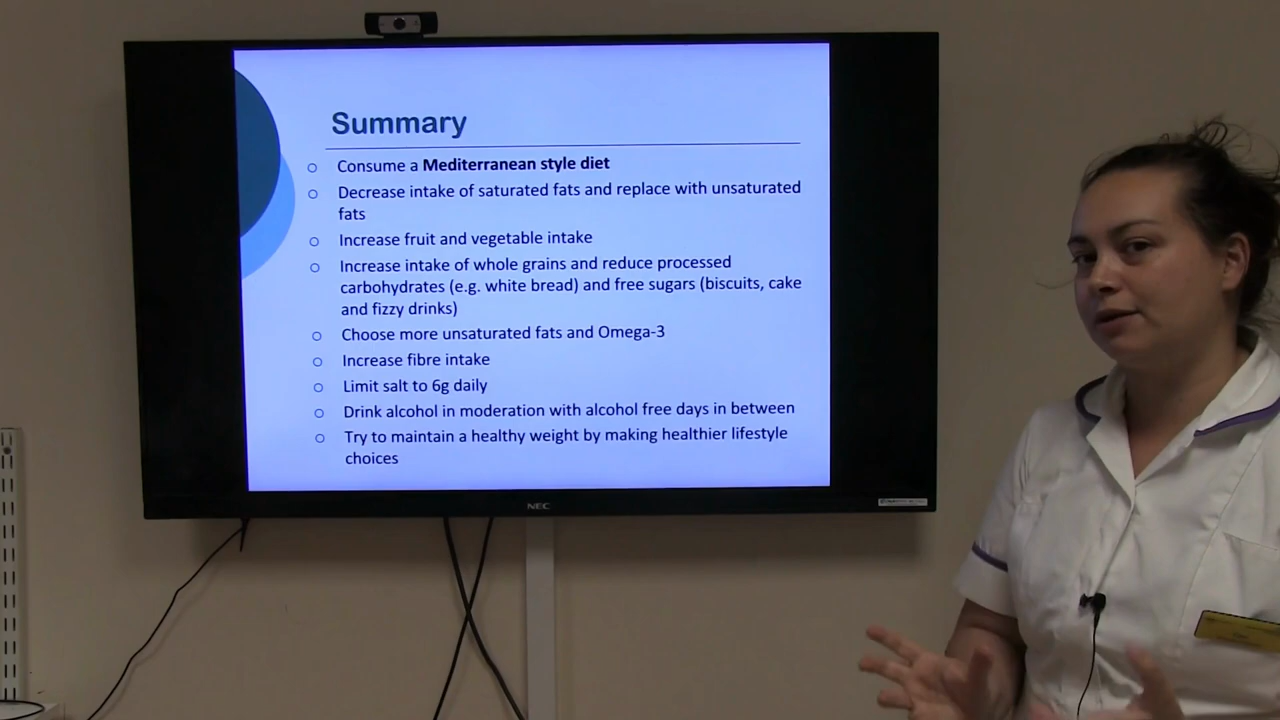 Summary
Consume a Mediterranean style diet
Decrease intake of saturated fats and replace with unsaturated
fats
Increase fruit and vegetable intake
Increase intake of whole grains and reduce processed
carbohydrates (e.g. white bread) and free sugars (biscuits, cake
and fizzy drinks)
Choose more unsaturated fats and Omega-3
Increase fibre intake
Limit salt to 6g daily
Drink alcohol in moderation with alcohol free days in between
Try to maintain a healthy weight by making healthier lifestyle
choices
NEC